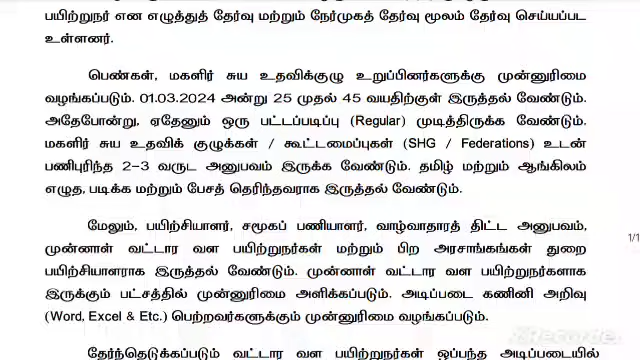 பயிற்றுநர் என எழுத்துத் தேர்வு மற்றும் நேர்முகத் தேர்வு மூலம் தேர்வு செய்யப்பட
உள்ளனர்.
பெண்கள், மகளிர் சுய உதவிக்குழு உறுப்பினர்களுக்கு முன்னுரிமை
வழங்கப்படும். 01.03.2024 அன்று 25 முதல் 45 வயதிற்குள் இருத்தல் வேண்டும்.
அதேபோன்று, ஏதேனும் ஒரு பட்டப்படிப்பு (Regular) முடித்திருக்க வேண்டும்.
மகளிர் சுய உதவிக் குழுக்கள் / கூட்டமைப்புகள் (SHG / Federations) உடன்
பணிபுரிந்த 2-3 வருட அனுபவம் இருக்க வேண்டும். தமிழ் மற்றும் ஆங்கிலம்
எழுத, படிக்க மற்றும் பேசத் தெரிந்தவராக இருத்தல் வேண்டும்.
மேலும், பயிற்சியாளர், சமூகப் பணியாளர், வாழ்வாதாரத் திட்ட அனுபவம்,
முன்னாள் வட்டார வள பயிற்றுநர்கள் மற்றும் பிற அரசாங்கங்கள் துறை
பயிற்சியாளராக இருத்தல் வேண்டும். முன்னாள் வட்டார வள பயிற்றுநர்களாக
இருக்கும் பட்சத்தில் முன்னுரிமை அளிக்கப்படும். அடிப்படை கணினி அறிவு
(Word, Excel & Etc.) பெற்றவர்களுக்கும் முன்னுரிமை வழங்கப்படும்.
தேர்ந்தெடுக்கப்படும் வட்டார வள பயிற்றுநர்கள் ஒப்பந்த அடிப்படையில்
1/1
XRecorder